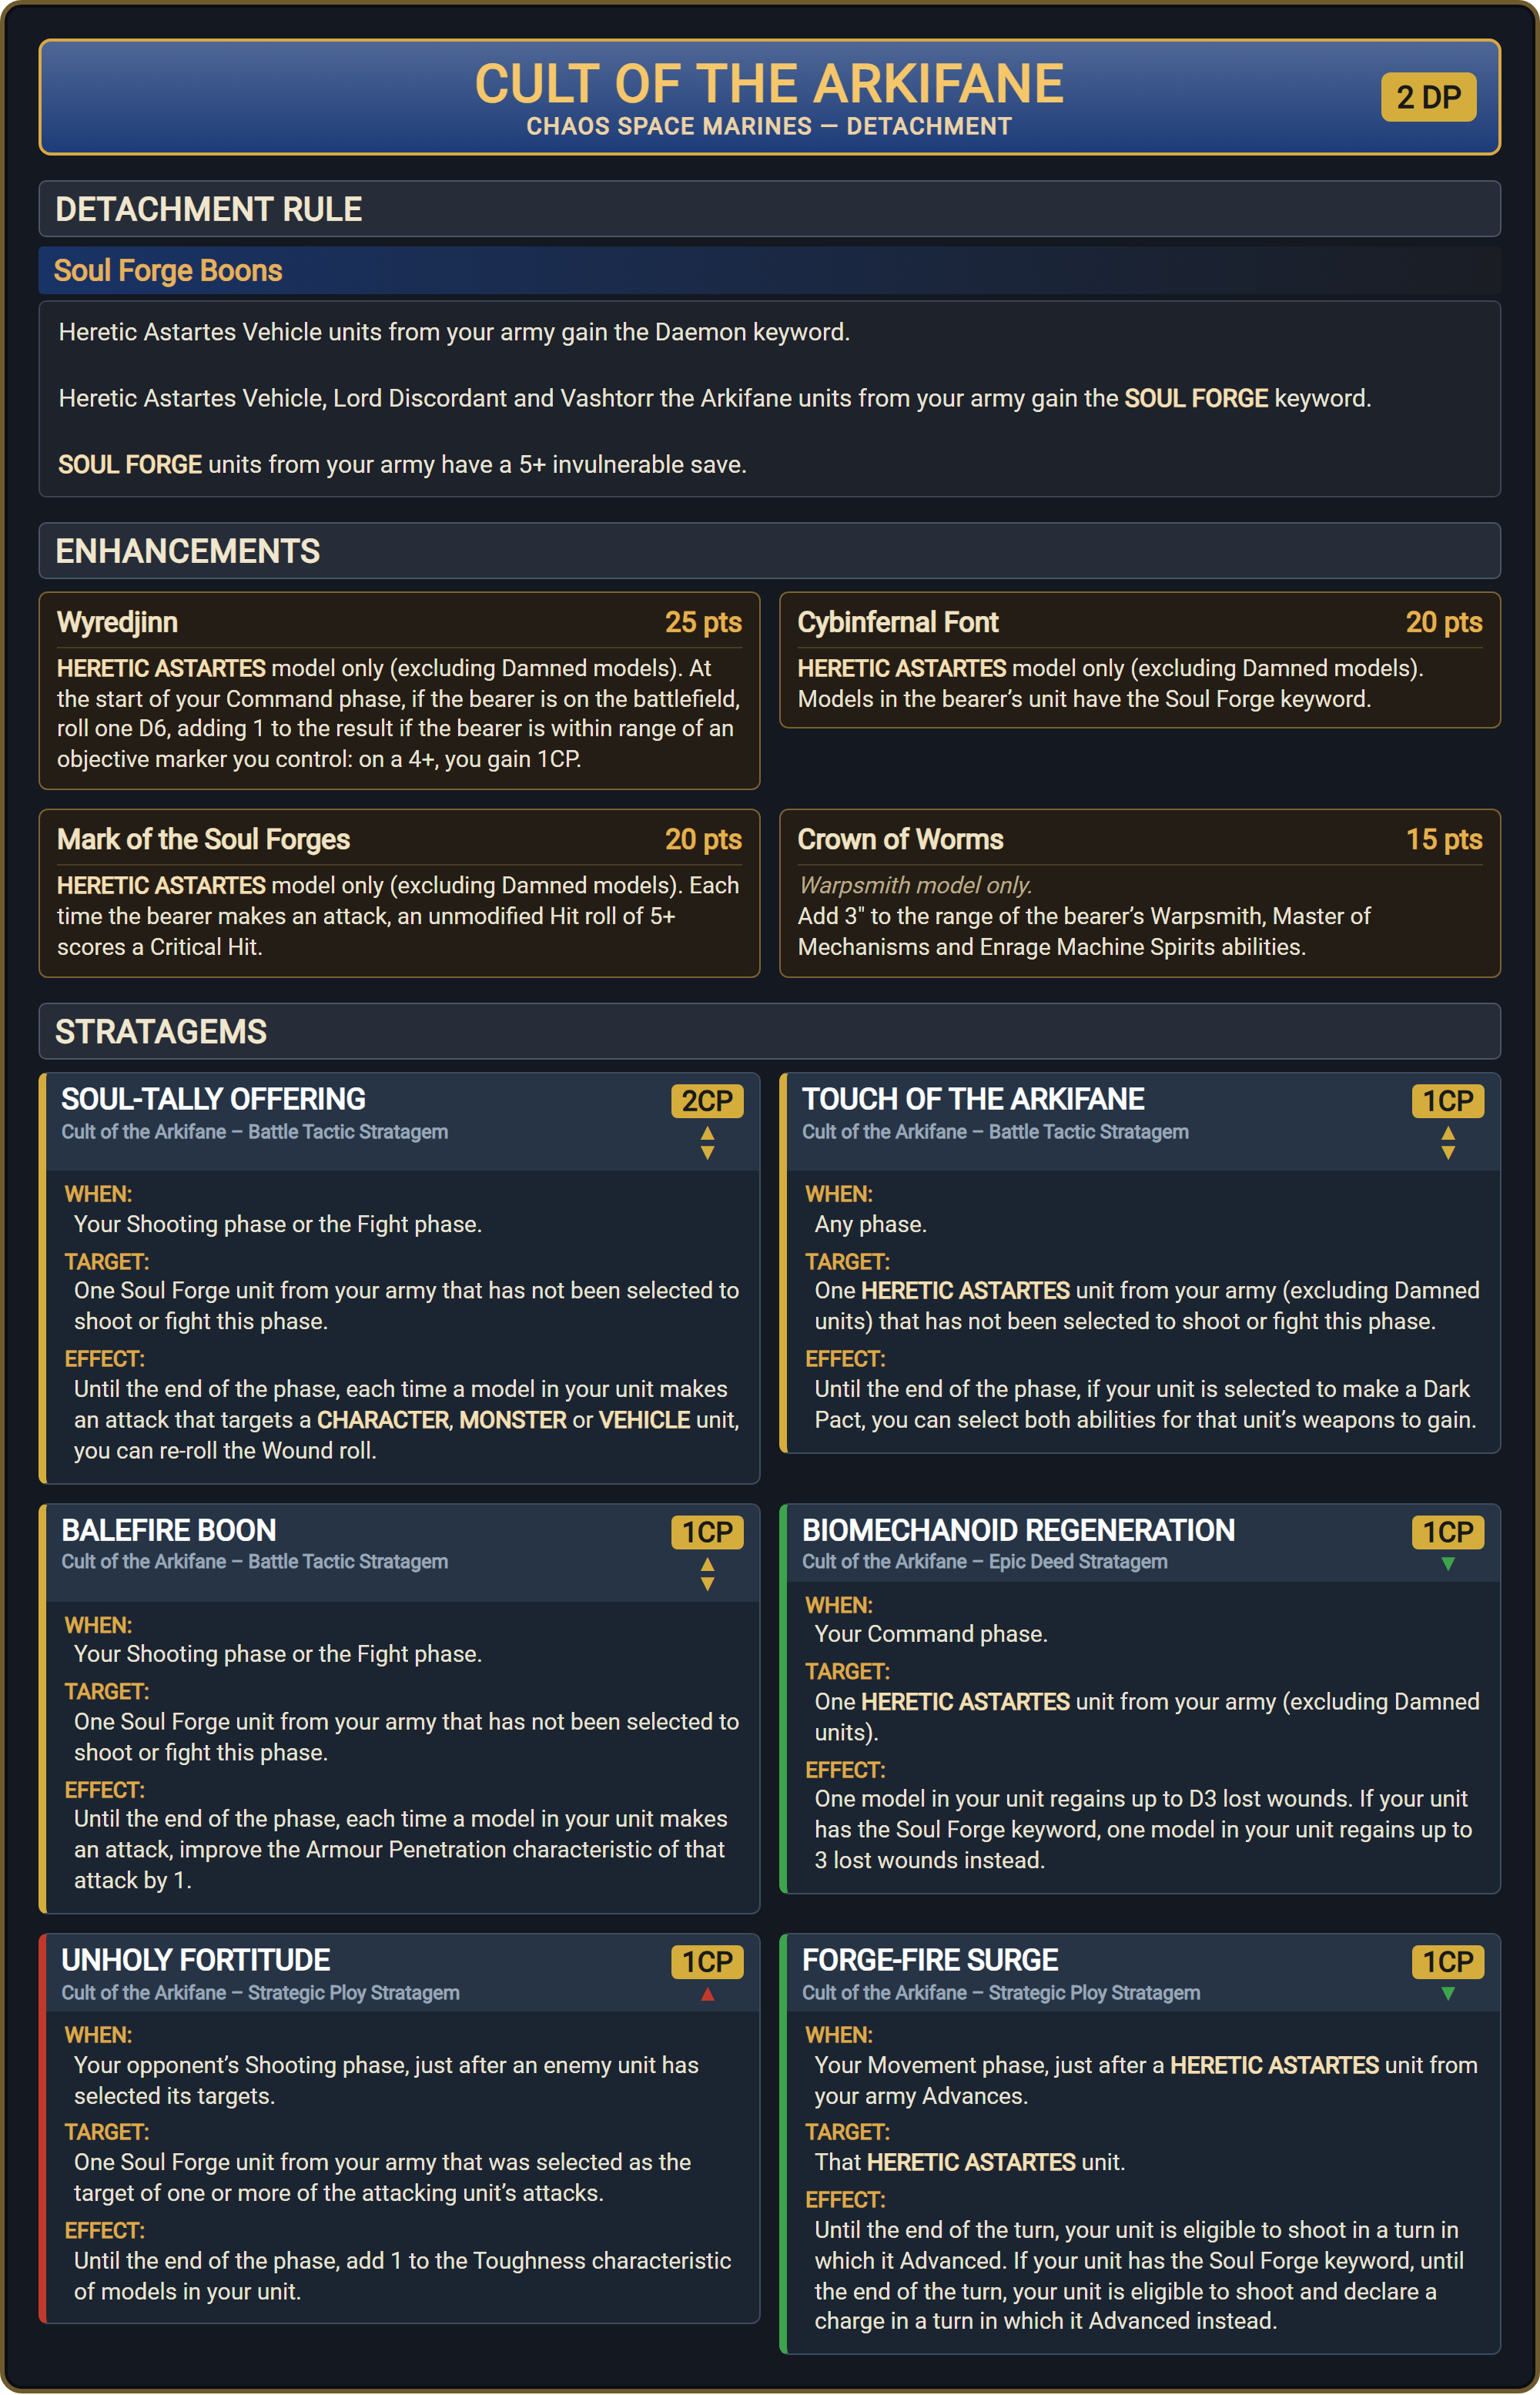 CULT OF THE ARKIFANE
CHAOS SPACE MARINES — DETACHMENT
2 DP
DETACHMENT RULE
Soul Forge Boons
Heretic Astartes Vehicle units from your army gain the Daemon keyword.
Heretic Astartes Vehicle, Lord Discordant and Vashtorr the Arkifane units from your army gain the SOUL FORGE keyword.
SOUL FORGE units from your army have a 5+ invulnerable save.
ENHANCEMENTS
Wyredjinn
25 pts
HERETIC ASTARTES model only (excluding Damned models). At
the start of your Command phase, if the bearer is on the battlefield,
roll one D6, adding 1 to the result if the bearer is within range of an
objective marker you control: on a 4+, you gain 1CP.
Cybinfernal Font
20 pts
HERETIC ASTARTES model only (excluding Damned models).
Models in the bearer’s unit have the Soul Forge keyword.
Mark of the Soul Forges
20 pts
HERETIC ASTARTES model only (excluding Damned models). Each
time the bearer makes an attack, an unmodified Hit roll of 5+
scores a Critical Hit.
Crown of Worms
15 pts
Warpsmith model only.
Add 3" to the range of the bearer’s Warpsmith, Master of
Mechanisms and Enrage Machine Spirits abilities.
STRATAGEMS
SOUL-TALLY OFFERING
2CP
Cult of the Arkifane – Battle Tactic Stratagem
▲
▼
WHEN:
Your Shooting phase or the Fight phase.
TARGET:
One Soul Forge unit from your army that has not been selected to
shoot or fight this phase.
EFFECT:
Until the end of the phase, each time a model in your unit makes
an attack that targets a CHARACTER, MONSTER or VEHICLE unit,
you can re-roll the Wound roll.
TOUCH OF THE ARKIFANE
1CP
Cult of the Arkifane – Battle Tactic Stratagem
▲
▼
WHEN:
Any phase.
TARGET:
One HERETIC ASTARTES unit from your army (excluding Damned
units) that has not been selected to shoot or fight this phase.
EFFECT:
Until the end of the phase, if your unit is selected to make a Dark
Pact, you can select both abilities for that unit’s weapons to gain.
BALEFIRE BOON
1CP
Cult of the Arkifane – Battle Tactic Stratagem
▲
▼
WHEN:
Your Shooting phase or the Fight phase.
TARGET:
One Soul Forge unit from your army that has not been selected to
shoot or fight this phase.
EFFECT:
Until the end of the phase, each time a model in your unit makes
an attack, improve the Armour Penetration characteristic of that
attack by 1.
BIOMECHANOID REGENERATION
1CP
Cult of the Arkifane – Epic Deed Stratagem
▼
WHEN:
Your Command phase.
TARGET:
One HERETIC ASTARTES unit from your army (excluding Damned
units).
EFFECT:
One model in your unit regains up to D3 lost wounds. If your unit
has the Soul Forge keyword, one model in your unit regains up to
3 lost wounds instead.
UNHOLY FORTITUDE
1CP
Cult of the Arkifane – Strategic Ploy Stratagem
▲
WHEN:
Your opponent’s Shooting phase, just after an enemy unit has
selected its targets.
TARGET:
One Soul Forge unit from your army that was selected as the
target of one or more of the attacking unit’s attacks.
EFFECT:
Until the end of the phase, add 1 to the Toughness characteristic
of models in your unit.
FORGE-FIRE SURGE
1CP
Cult of the Arkifane – Strategic Ploy Stratagem
▼
WHEN:
Your Movement phase, just after a HERETIC ASTARTES unit from
your army Advances.
TARGET:
That HERETIC ASTARTES unit.
EFFECT:
Until the end of the turn, your unit is eligible to shoot in a turn in
which it Advanced. If your unit has the Soul Forge keyword, until
the end of the turn, your unit is eligible to shoot and declare a
charge in a turn in which it Advanced instead.